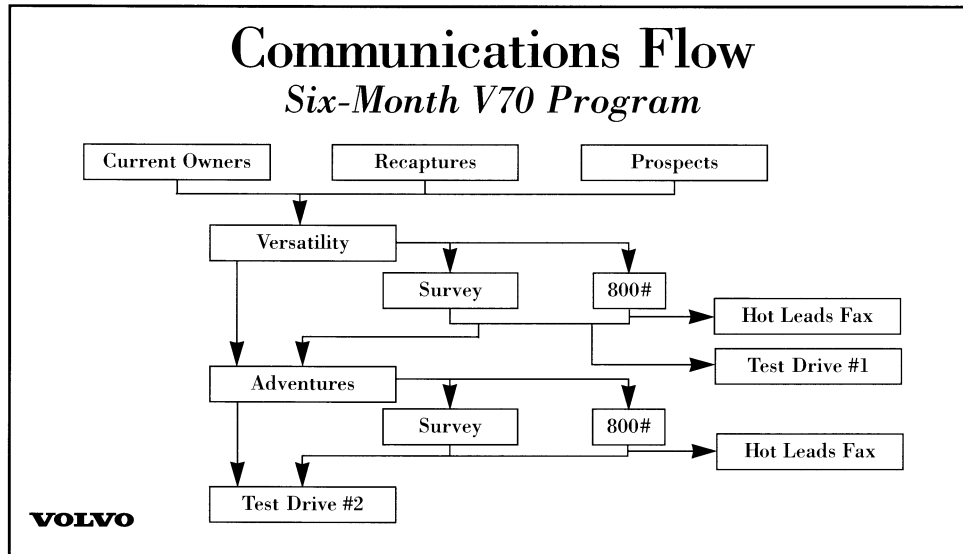 Communications Flow
Six-Month V70 Program
Current Owners
Recaptures
Prospects
Versatility
Survey
800#
Hot Leads Fax
Test Drive #1
Adventures
Survey
800#
Hot Leads Fax
Test Drive #2
VOLVO